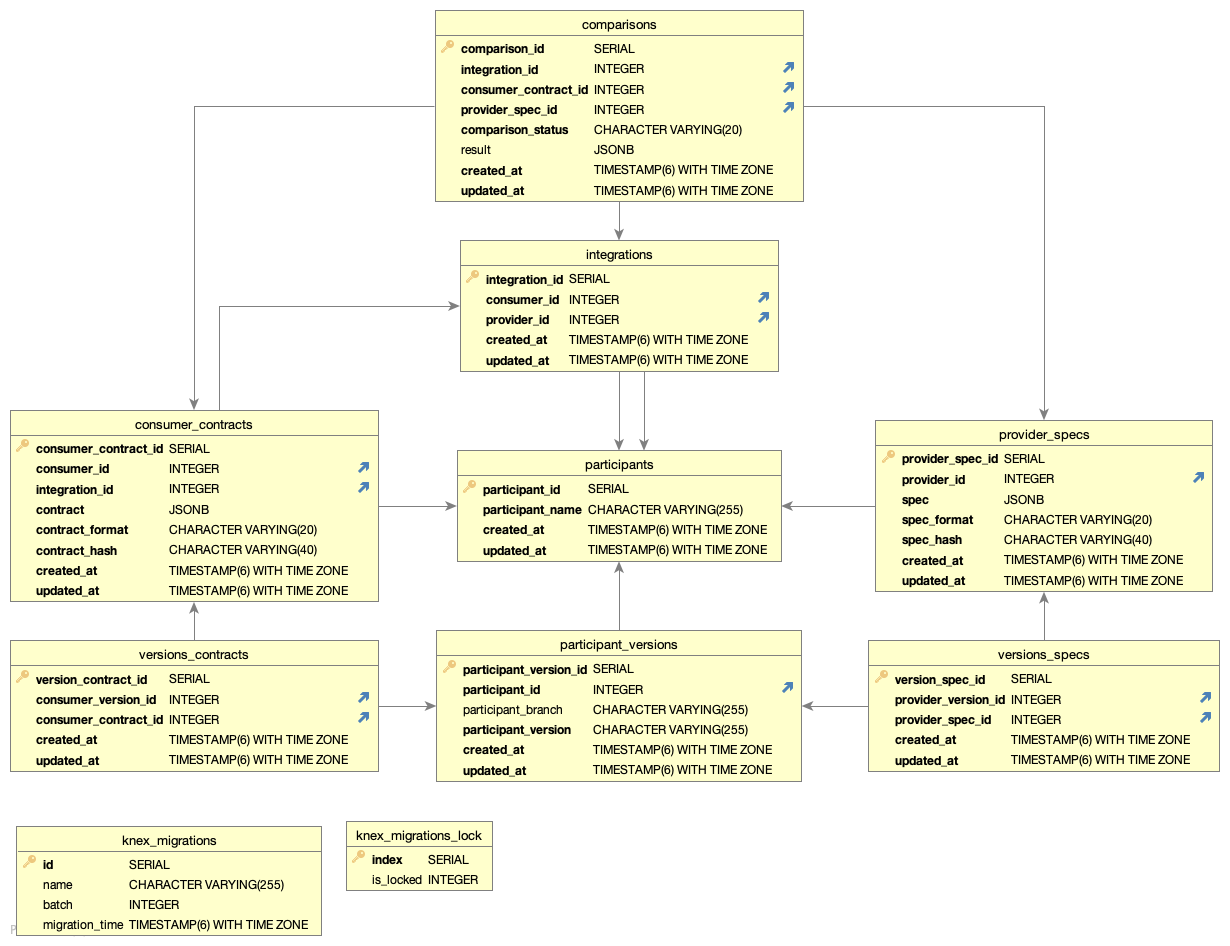 comparisons
comparison_id SERIAL
integration_id INTEGER
consumer_contract_id INTEGER
provider_spec_id INTEGER
comparison_status CHARACTER VARYING(20)
result JSONB
created_at TIMESTAMP(6) WITH TIME ZONE
updated_at TIMESTAMP(6) WITH TIME ZONE
integrations
integration_id SERIAL
consumer_id INTEGER
provider_id INTEGER
created_at TIMESTAMP(6) WITH TIME ZONE
updated_at TIMESTAMP(6) WITH TIME ZONE
consumer_contracts
consumer_contract_id SERIAL
consumer_id INTEGER
integration_id INTEGER
contract JSONB
contract_format CHARACTER VARYING(20)
contract_hash CHARACTER VARYING(40)
created_at TIMESTAMP(6) WITH TIME ZONE
updated_at TIMESTAMP(6) WITH TIME ZONE
participants
participant_id SERIAL
participant_name CHARACTER VARYING(255)
created_at TIMESTAMP(6) WITH TIME ZONE
updated_at TIMESTAMP(6) WITH TIME ZONE
provider_specs
provider_spec_id SERIAL
provider_id INTEGER
spec JSONB
spec_format CHARACTER VARYING(20)
spec_hash CHARACTER VARYING(40)
created_at TIMESTAMP(6) WITH TIME ZONE
updated_at TIMESTAMP(6) WITH TIME ZONE
versions_contracts
version_contract_id SERIAL
consumer_version_id INTEGER
consumer_contract_id INTEGER
created_at TIMESTAMP(6) WITH TIME ZONE
updated_at TIMESTAMP(6) WITH TIME ZONE
participant_versions
participant_version_id SERIAL
participant_id INTEGER
participant_branch CHARACTER VARYING(255)
participant_version CHARACTER VARYING(255)
created_at TIMESTAMP(6) WITH TIME ZONE
updated_at TIMESTAMP(6) WITH TIME ZONE
versions_specs
version_spec_id SERIAL
provider_version_id INTEGER
provider_spec_id INTEGER
created_at TIMESTAMP(6) WITH TIME ZONE
updated_at TIMESTAMP(6) WITH TIME ZONE
knex_migrations
id SERIAL
name CHARACTER VARYING(255)
batch INTEGER
migration_time TIMESTAMP(6) WITH TIME ZONE
knex_migrations_lock
index SERIAL
is_locked INTEGER